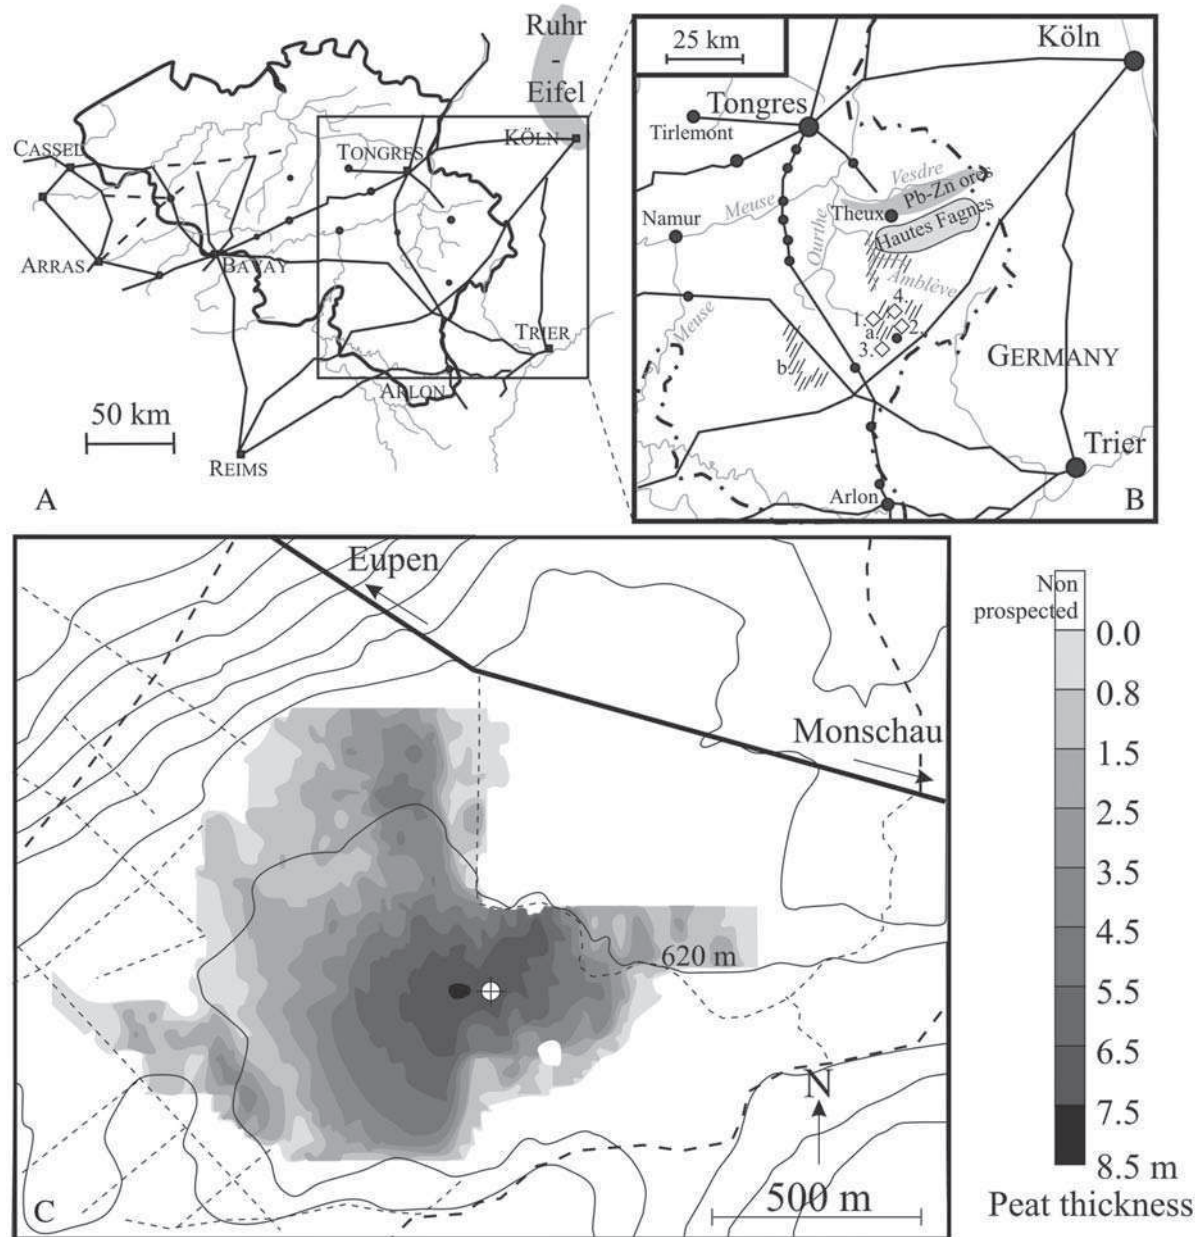 Ruhr
-
Eifel
CASSEL
TONGRES
KÖLN
ARRAS
BAVAY
TRIER
ARLON
50 km
REIMS
A
25 km
Köln
Tongres
Tirlemont
Vesdre
Pb-Zn ores
Meuse
Theux
Namur
Hautes Fagnes
Ourthe
Amblève
Meuse
4.
1.
a.
2.
3.
b.
GERMANY
Trier
Arlon
B
Eupen
Monschau
620 m
N
500 m
C
Non
prospected
0.0
0.8
1.5
2.5
3.5
4.5
5.5
6.5
7.5
8.5 m
Peat thickness